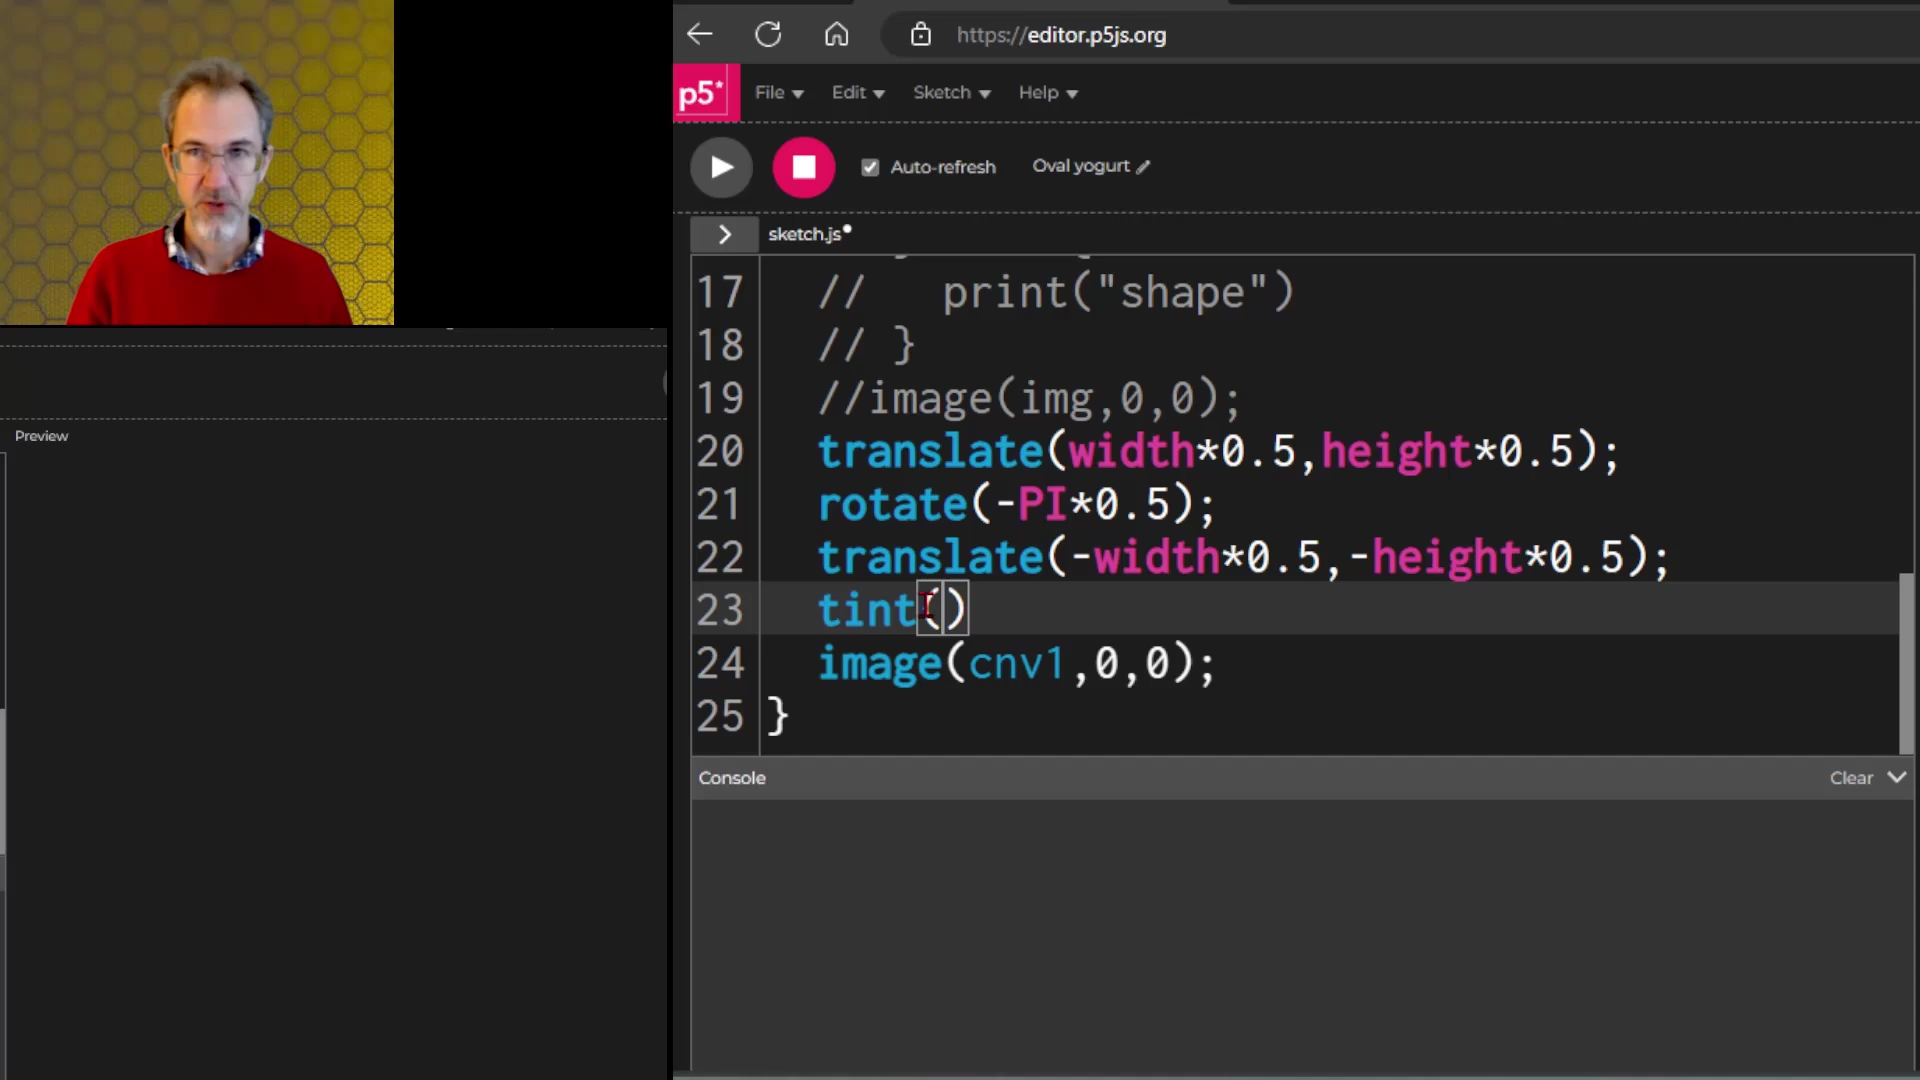 https://editor.p5js.org
p5* File Edit Sketch Help
Auto-refresh Oval yogurt
sketch.js
Preview
17 //   print("shape")
18 // }
19 //image(img,0,0);
20 translate(width*0.5,height*0.5);
21 rotate(-PI*0.5);
22 translate(-width*0.5,-height*0.5);
23 tint()
24 image(cnv1,0,0);
25 }
Console Clear